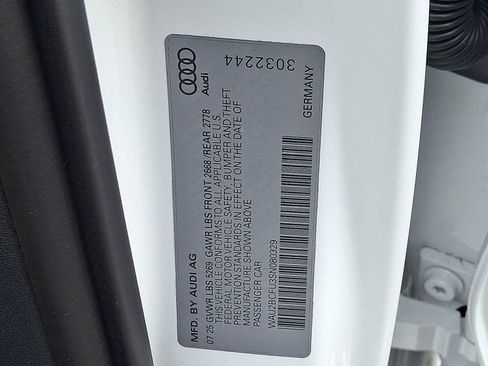 Audi
3032244
MFD. BY AUDI AG
GERMANY
07.25 GVWR LBS 5269 GAWR LBS FRONT 2668 /REAR 2778
THIS VEHICLE CONFORMS TO ALL APPLICABLE U.S.
FEDERAL MOTOR VEHICLE SAFETY, BUMPER AND THEFT
PREVENTION STANDARDS IN EFFECT ON THE DATE OF
MANUFACTURE SHOWN ABOVE.
PASSENGER CAR
WAU2BCFU3SN080329